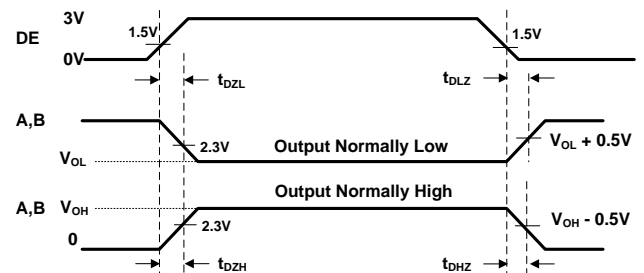 3V
DE
1.5V
1.5V
0V
tDZL
tDLZ
A,B
2.3V
Output Normally Low
VOL + 0.5V
VOL
Output Normally High
A,B
VOH
2.3V
VOH - 0.5V
0
tDZH
tDHZ